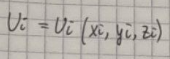 Ui = Ui (xi, yi, zi)